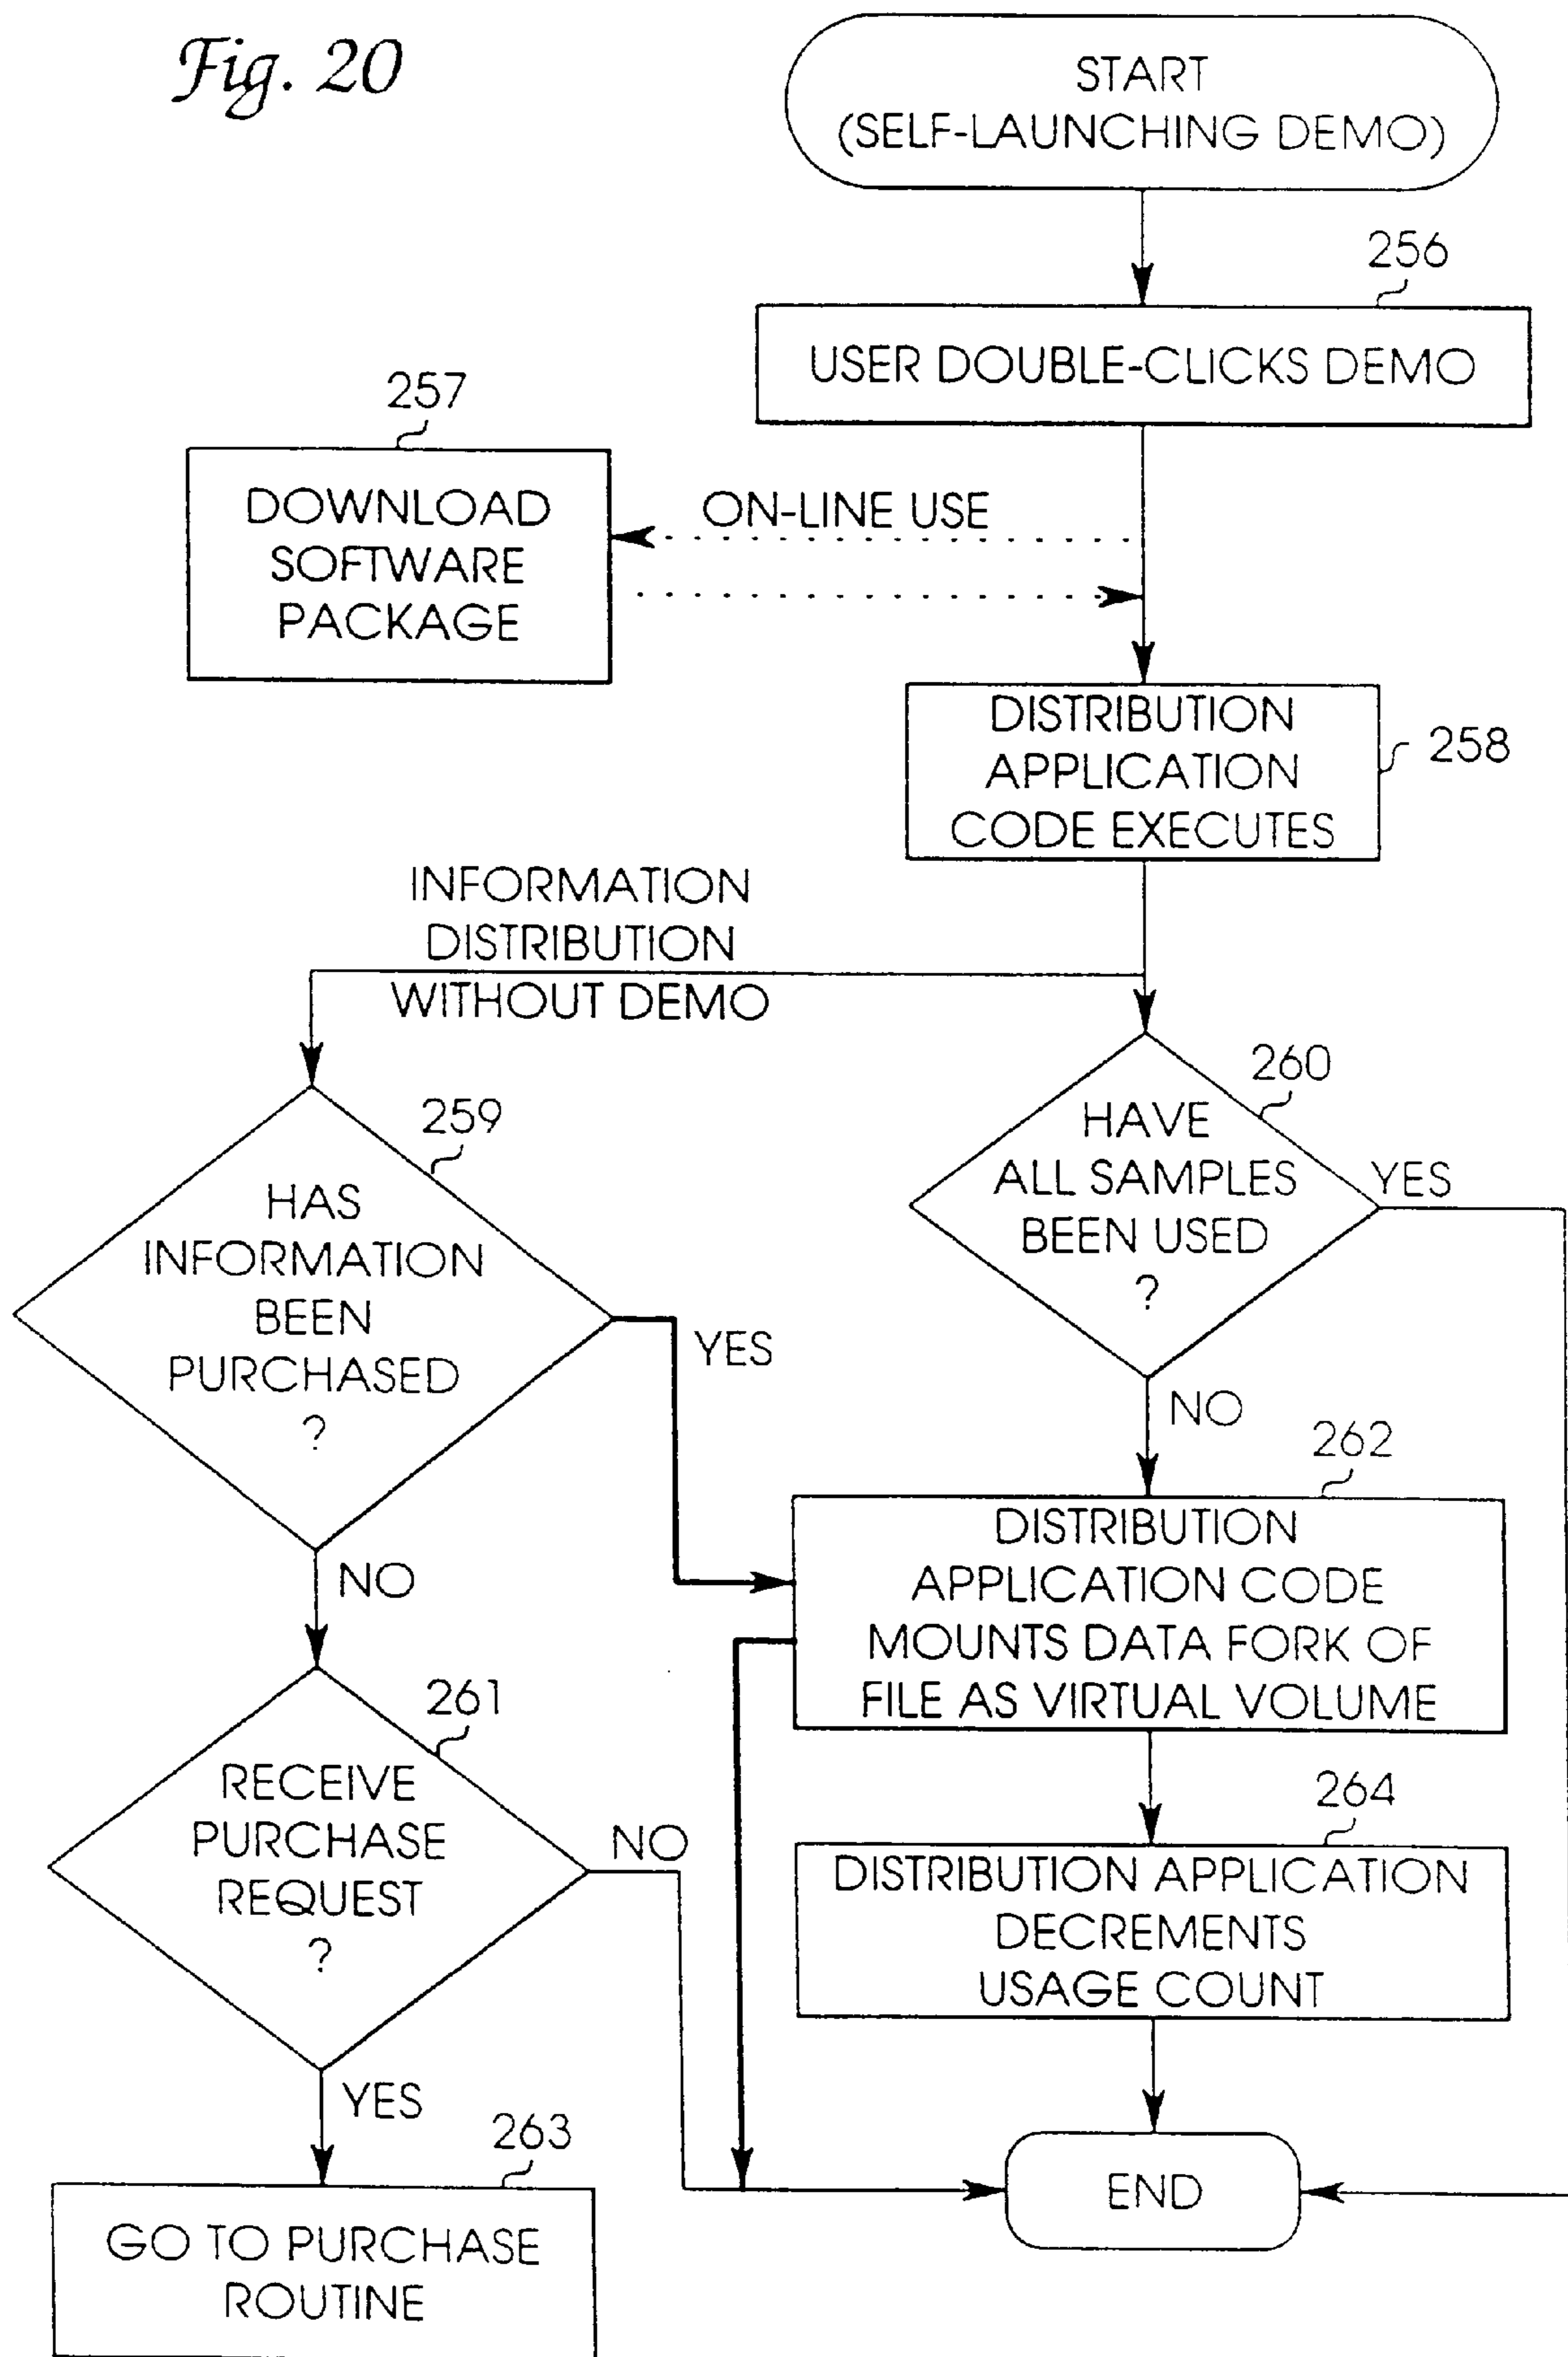 Fig. 20
START
(SELF-LAUNCHING DEMO)
256
USER DOUBLE-CLICKS DEMO
257
DOWNLOAD
SOFTWARE
PACKAGE
ON-LINE USE
DISTRIBUTION
APPLICATION
CODE EXECUTES
258
INFORMATION
DISTRIBUTION
WITHOUT DEMO
259
HAS
INFORMATION
BEEN
PURCHASED
?
YES
NO
260
HAVE
ALL SAMPLES
BEEN USED
?
YES
NO
262
DISTRIBUTION
APPLICATION CODE
MOUNTS DATA FORK OF
FILE AS VIRTUAL VOLUME
261
RECEIVE
PURCHASE
REQUEST
?
NO
YES
264
DISTRIBUTION APPLICATION
DECREMENTS
USAGE COUNT
263
GO TO PURCHASE
ROUTINE
END